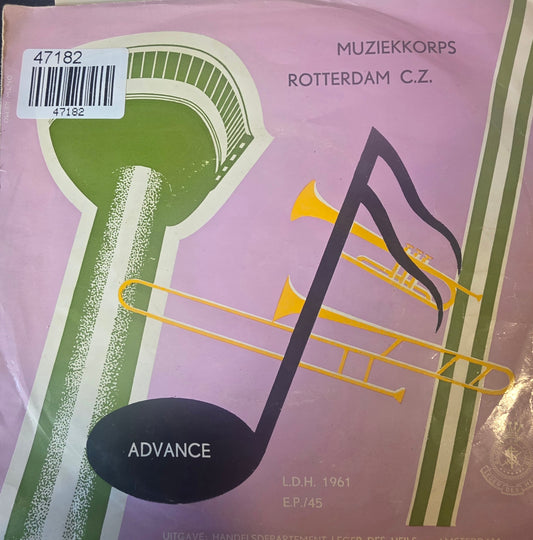 47182
47182
MUZIEKKORPS
ROTTERDAM C.Z.
ADVANCE
L.D.H. 1961
E.P./45
UITGAVE: HANDELSDEPARTEMENT LEGER DES HEILS